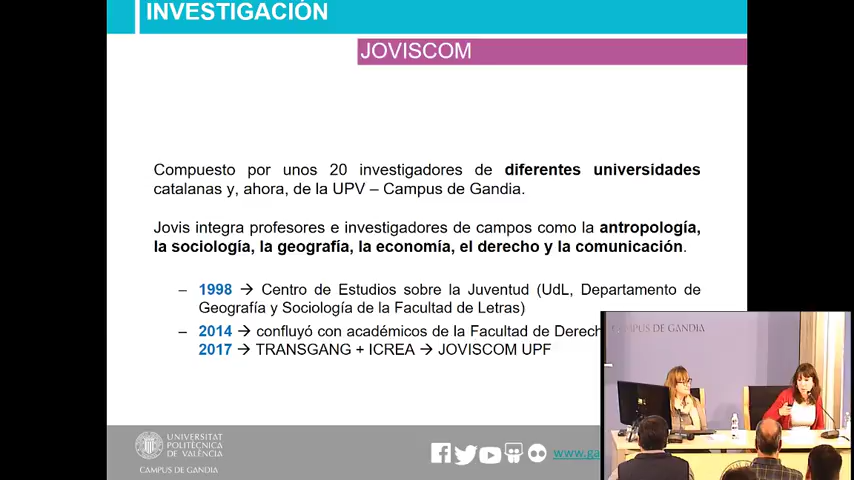 INVESTIGACIÓN
JOVISCOM
Compuesto por unos 20 investigadores de diferentes universidades
catalanas y, ahora, de la UPV – Campus de Gandia.
Jovis integra profesores e investigadores de campos como la antropología,
la sociología, la geografía, la economía, el derecho y la comunicación.
– 1998 → Centro de Estudios sobre la Juventud (UdL, Departamento de
Geografía y Sociología de la Facultad de Letras)
– 2014 → confluyó con académicos de la Facultad de Derech
2017 → TRANSGANG + ICREA → JOVISCOM UPF
CAMPUS DE GANDIA
UNIVERSITAT
POLITÈCNICA
DE VALÈNCIA
CAMPUS DE GANDIA
www.ga